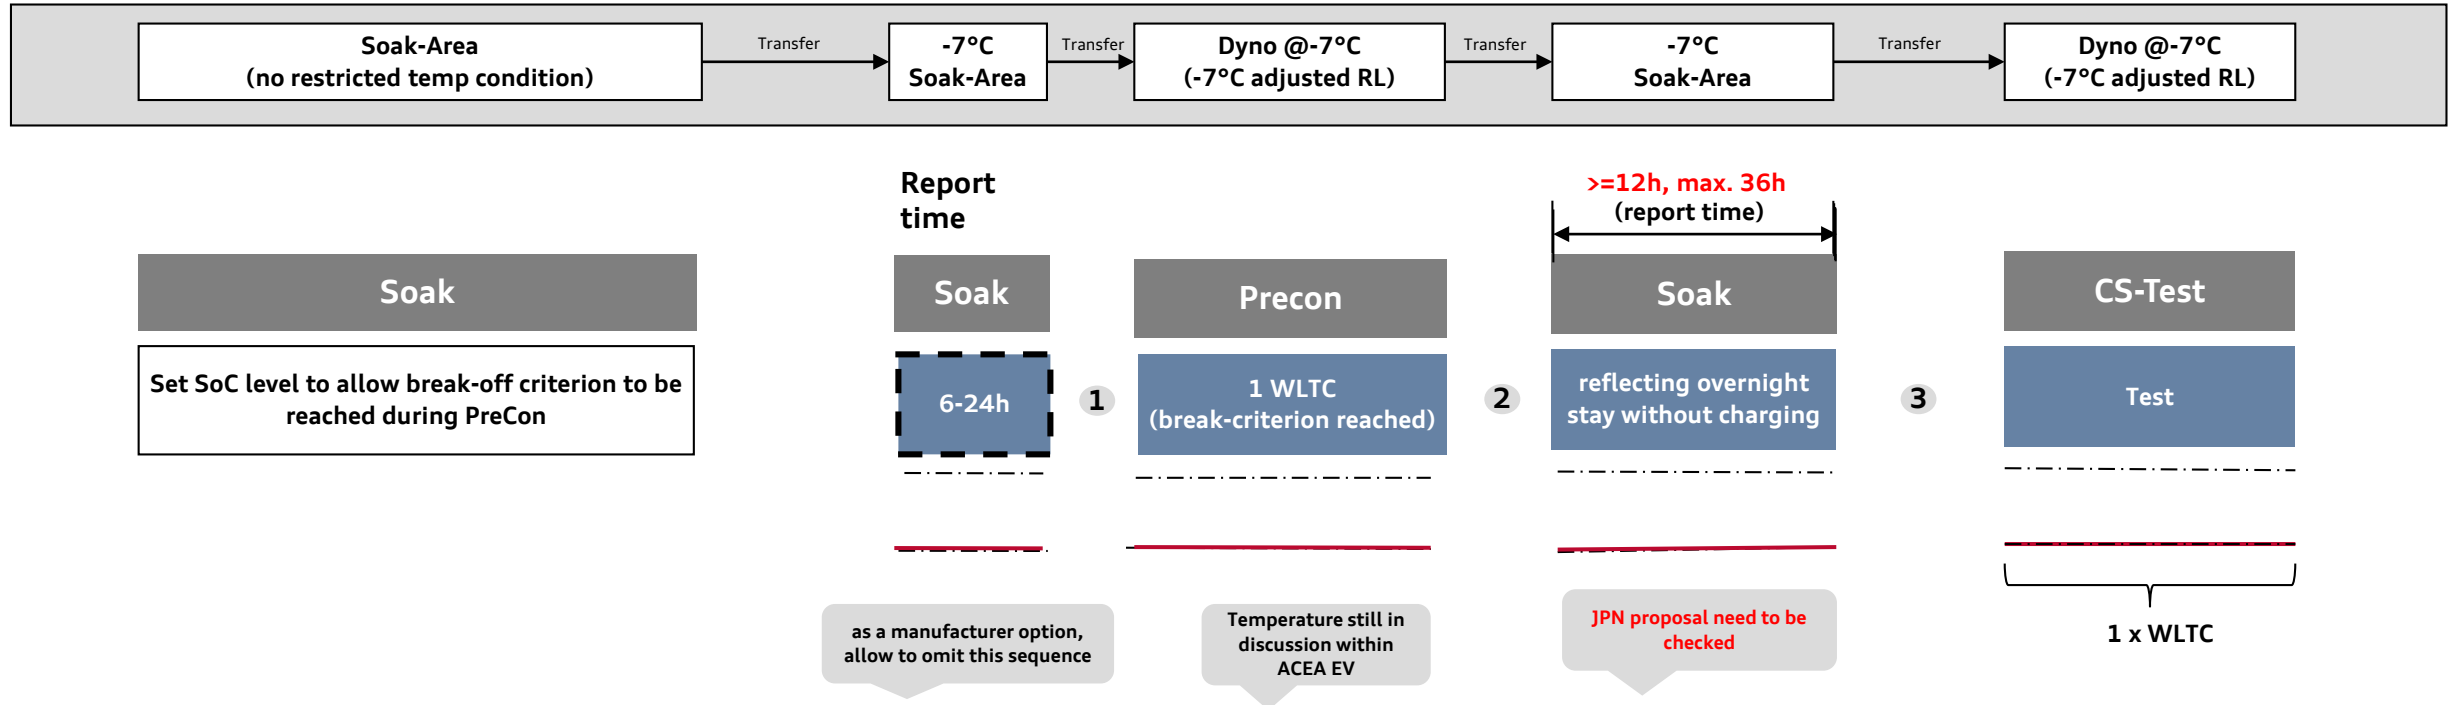 Soak-Area
(no restricted temp condition)
Transfer
-7°C
Soak-Area
Transfer
Dyno @-7°C
(-7°C adjusted RL)
Transfer
-7°C
Soak-Area
Transfer
Dyno @-7°C
(-7°C adjusted RL)
Report
time
>=12h, max. 36h
(report time)
Soak
Soak
Precon
Soak
CS-Test
Set SoC level to allow break-off criterion to be
reached during PreCon
6-24h
1
1 WLTC
(break-criterion reached)
2
reflecting overnight
stay without charging
3
Test
as a manufacturer option,
allow to omit this sequence
Temperature still in
discussion within
ACEA EV
JPN proposal need to be
checked
1 x WLTC